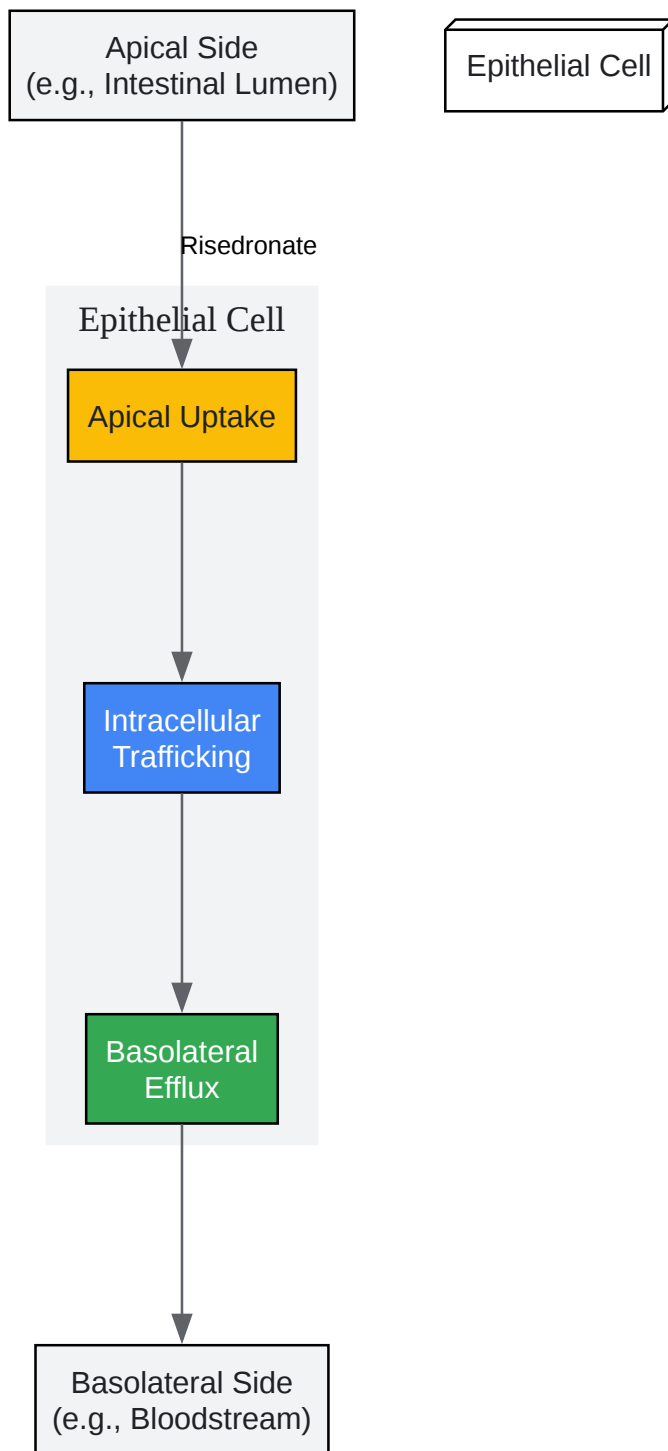 Apical Side
(e.g., Intestinal Lumen)
Epithelial Cell
Risedronate
Epithelial Cell
Apical Uptake
Intracellular
Trafficking
Basolateral
Efflux
Basolateral Side
(e.g., Bloodstream)